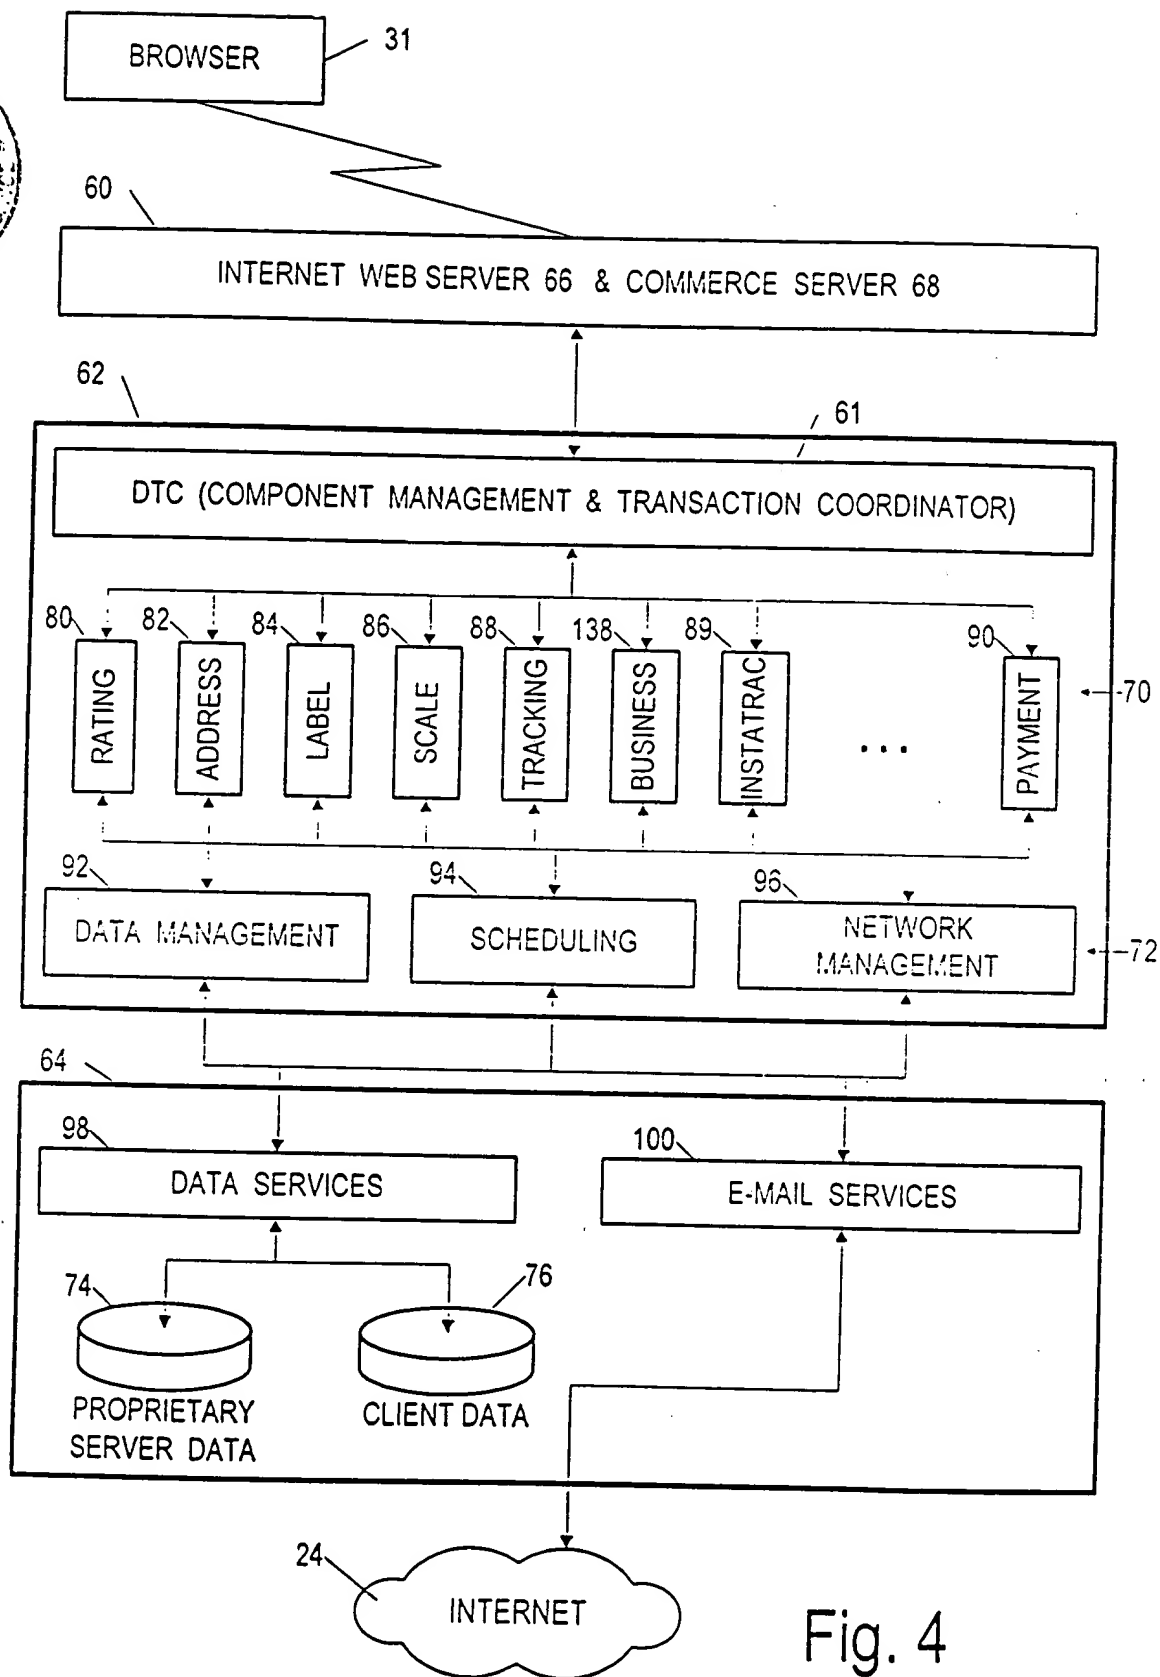 BROWSER
31
60
INTERNET WEB SERVER 66 & COMMERCE SERVER 68
62
61
DTC (COMPONENT MANAGEMENT & TRANSACTION COORDINATOR)
80
82
84
86
88
138
89
90
RATING
ADDRESS
LABEL
SCALE
TRACKING
BUSINESS
INSTATRAC
...
PAYMENT
70
92
94
96
DATA MANAGEMENT
SCHEDULING
NETWORK
MANAGEMENT
72
64
98
100
DATA SERVICES
E-MAIL SERVICES
74
76
PROPRIETARY
SERVER DATA
CLIENT DATA
24
INTERNET
Fig. 4